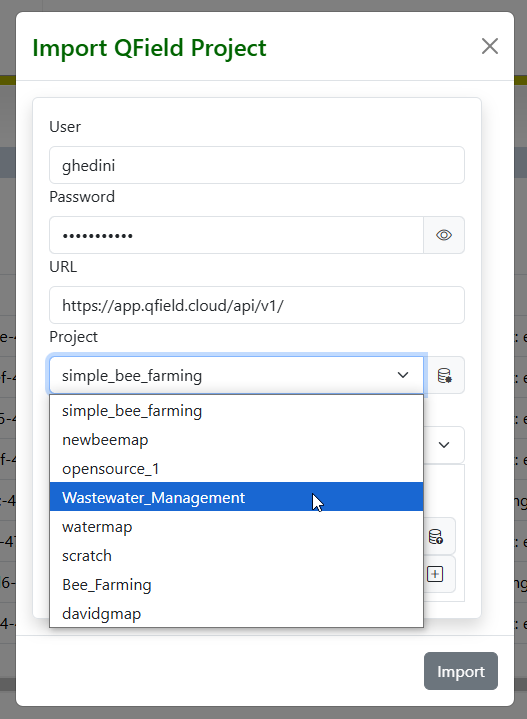 Import QField Project
User
ghedini
Password
•••••••••••
URL
https://app.qfield.cloud/api/v1/
Project
simple_bee_farming
simple_bee_farming
newbeemap
opensource_1
Wastewater_Management
watermap
scratch
Bee_Farming
davidgmap
Import